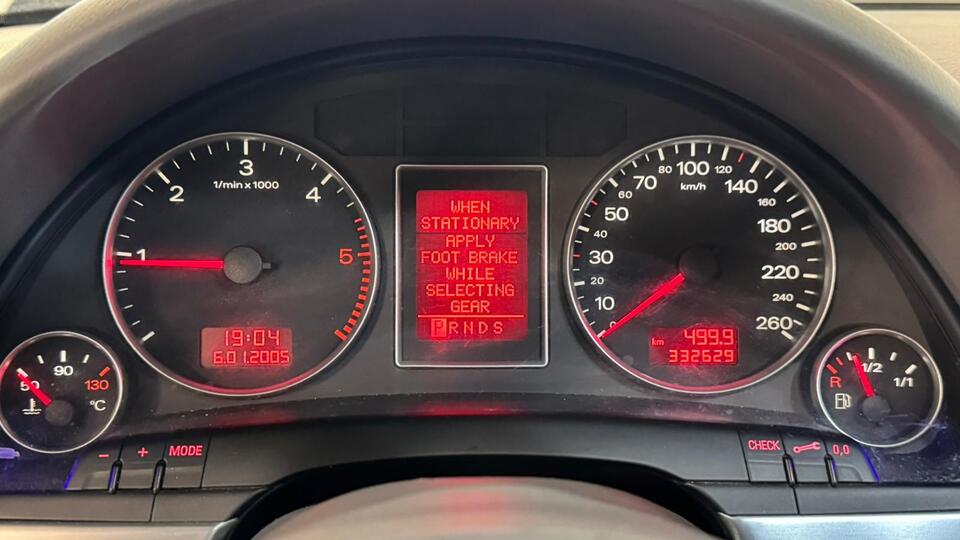 1
2
3
4
5
1/min x 1000
19:04
6.01.2005
WHEN
STATIONARY
APPLY
FOOT BRAKE
WHILE
SELECTING
GEAR
PRNDS
0
10
20
30
40
50
60
70
80
100
120
140
160
180
200
220
240
260
km/h
499.9
km
332629
50
90
130
°C
R
1/2
1/1
-
+
MODE
CHECK
0,0